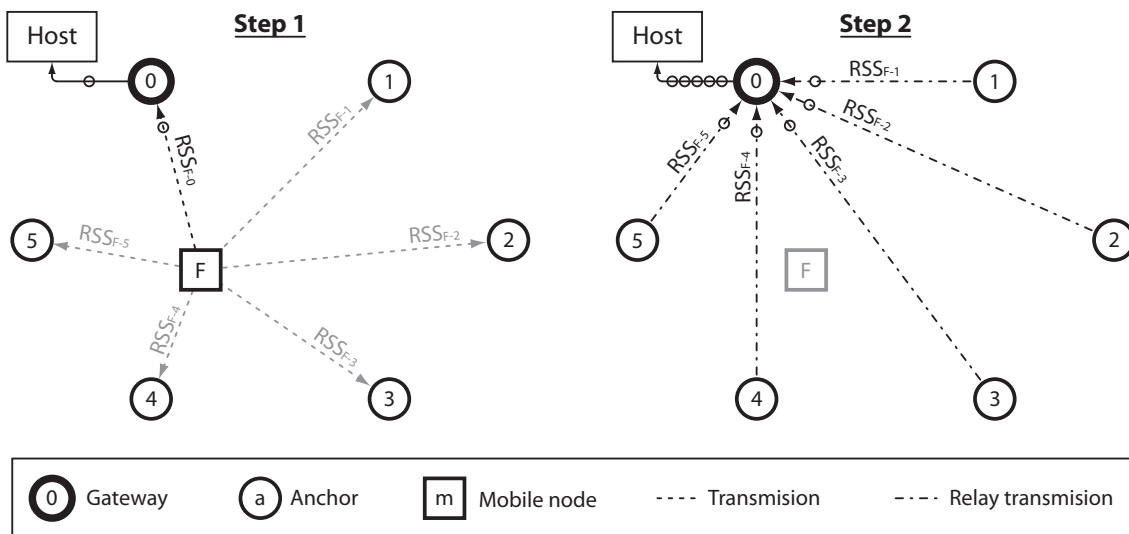 Step 1
Host
0
1
RSSF-1
RSSF-0
5
RSSF-5
RSSF-2
2
F
RSSF-4
RSSF-3
4
3
Step 2
Host
0
RSSF-1
1
RSSF-2
RSSF-5
RSSF-4
RSSF-3
5
2
F
4
3
0 Gateway
a Anchor
m Mobile node
Transmision
Relay transmision